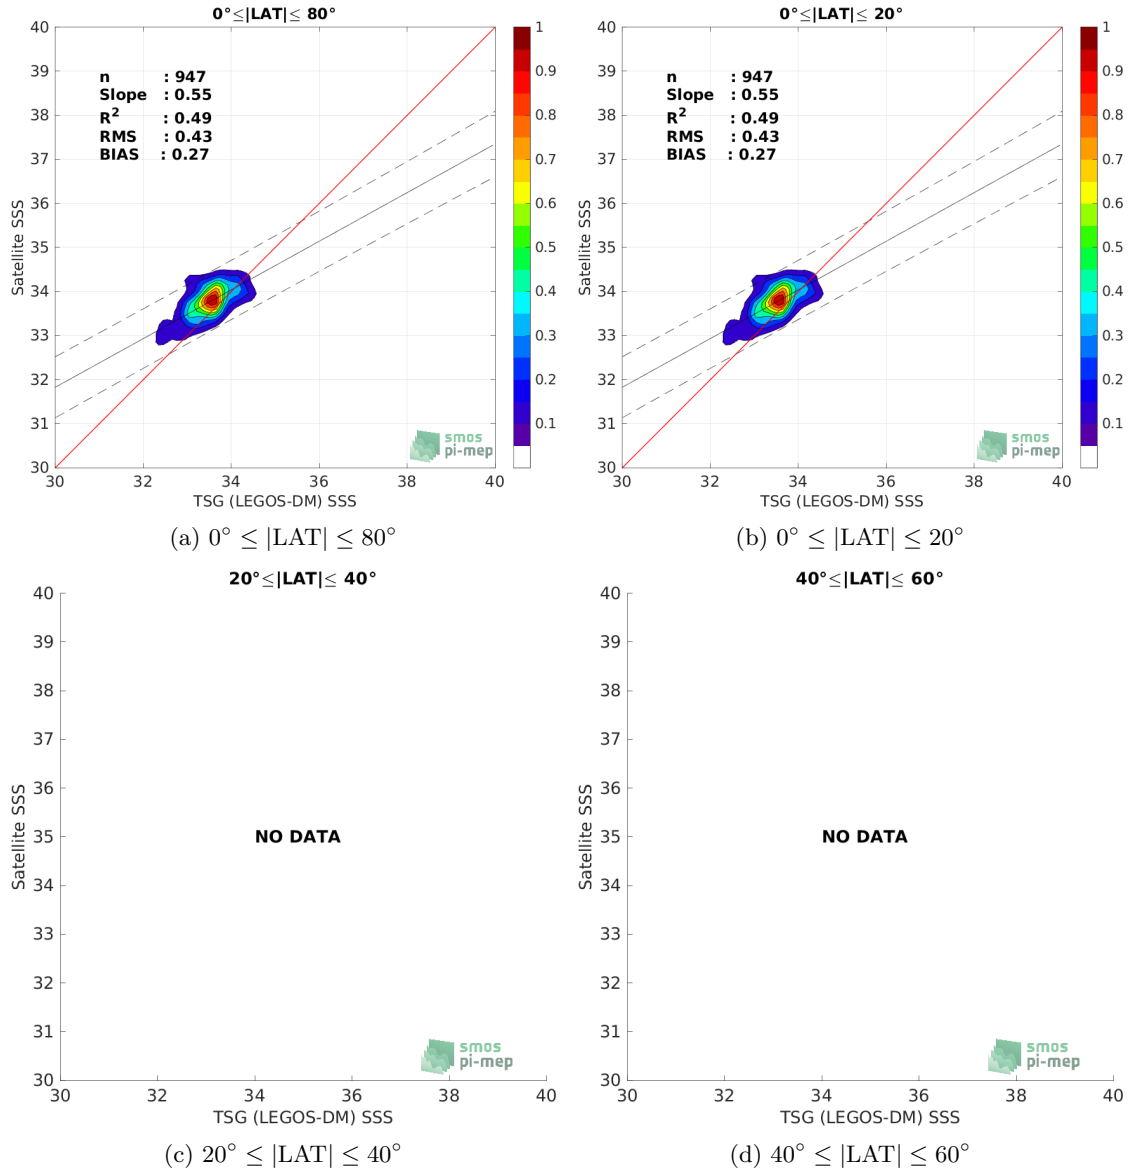 0°≤|LAT|≤ 80°
40
39
38
37
36
35
34
33
32
31
30
Satellite SSS
n : 947
Slope : 0.55
R² : 0.49
RMS : 0.43
BIAS : 0.27
1
0.9
0.8
0.7
0.6
0.5
0.4
0.3
0.2
0.1
smos
pi-mep
30 32 34 36 38 40
TSG (LEGOS-DM) SSS
(a) 0° ≤ |LAT| ≤ 80°
0°≤|LAT|≤ 20°
40
39
38
37
36
35
34
33
32
31
30
Satellite SSS
n : 947
Slope : 0.55
R² : 0.49
RMS : 0.43
BIAS : 0.27
1
0.9
0.8
0.7
0.6
0.5
0.4
0.3
0.2
0.1
smos
pi-mep
30 32 34 36 38 40
TSG (LEGOS-DM) SSS
(b) 0° ≤ |LAT| ≤ 20°
20°≤|LAT|≤ 40°
40
39
38
37
36
35
34
33
32
31
30
Satellite SSS
NO DATA
smos
pi-mep
30 32 34 36 38 40
TSG (LEGOS-DM) SSS
(c) 20° ≤ |LAT| ≤ 40°
40°≤|LAT|≤ 60°
40
39
38
37
36
35
34
33
32
31
30
Satellite SSS
NO DATA
smos
pi-mep
30 32 34 36 38 40
TSG (LEGOS-DM) SSS
(d) 40° ≤ |LAT| ≤ 60°